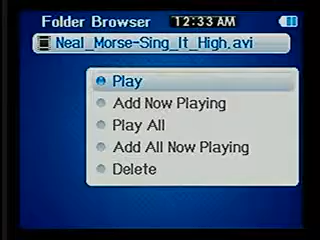 Folder Browser 12:33 AM
Neal_Morse-Sing_It_High.avi
Play
Add Now Playing
Play All
Add All Now Playing
Delete